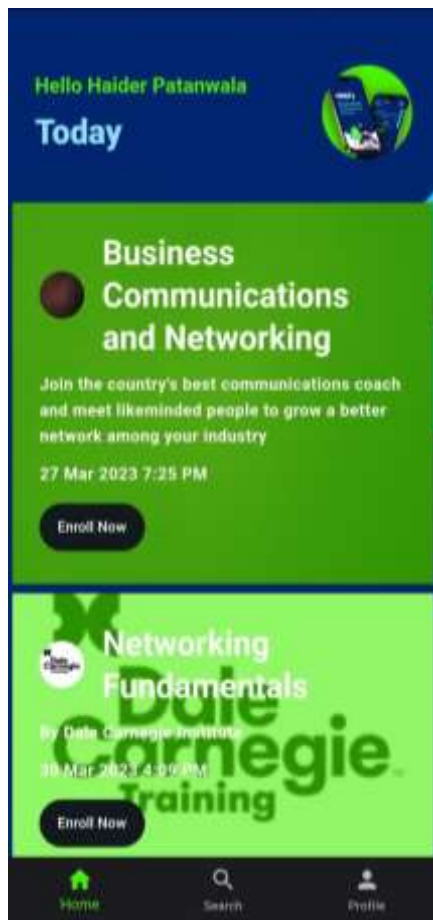 Hello Haider Patanwala
Today
Business
Communications
and Networking
Join the country's best communications coach
and meet likeminded people to grow a better
network among your industry
27 Mar 2023 7:25 PM
Enroll Now
Networking
Fundamentals
Dale
Carnegie
Training
By Dale Carnegie Institute
30 Mar 2023 4:09 PM
Enroll Now
Home
Search
Profile